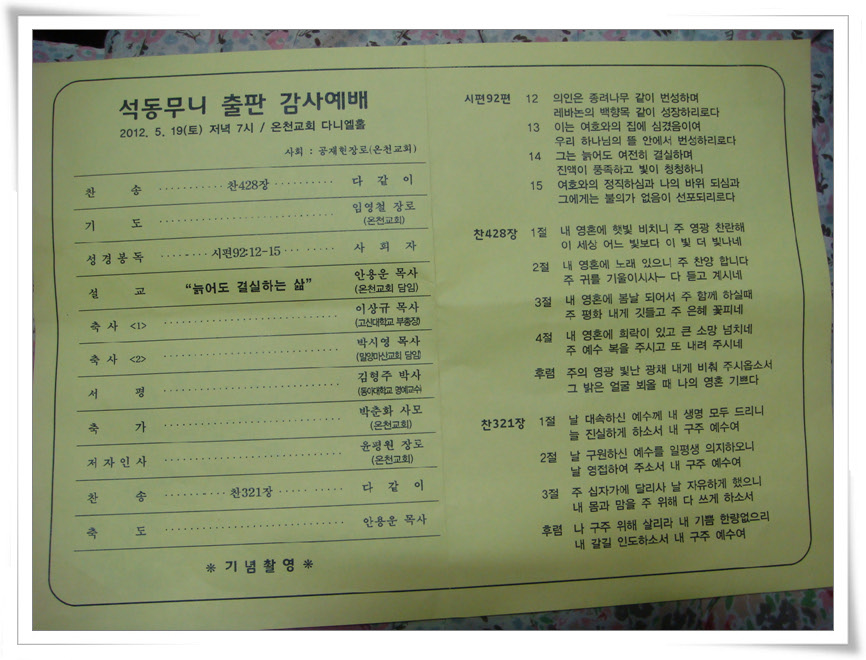 석동무니 출판 감사예배
2012. 5. 19(토) 저녁 7시 / 온천교회 다니엘홀
사회 : 공재헌장로(온천교회)
찬 송 ·········· 찬428장 ·········· 다 같 이
기 도 ·························· 임영철 장로
(온천교회)
성경봉독 ········ 시편92:12-15 ········ 사 회 자
설 교 “늙어도 결실하는 삶” 안용운 목사
(온천교회 담임)
축 사 <1> ·························· 이상규 목사
(고신대학교 부총장)
축 사 <2> ·························· 박시영 목사
(밀양마산교회 담임)
서 평 ·························· 김형주 박사
(동아대학교 명예교수)
축 가 ·························· 박춘화 사모
(온천교회)
저자인사 ·························· 윤평원 장로
(온천교회)
찬 송 ·········· 찬321장 ·········· 다 같 이
축 도 ·························· 안용운 목사
※ 기념촬영 ※
시편92편 12 의인은 종려나무 같이 번성하며
레바논의 백향목 같이 성장하리로다
13 이는 여호와의 집에 심겼음이여
우리 하나님의 뜰 안에서 번성하리로다
14 그는 늙어도 여전히 결실하며
진액이 풍족하고 빛이 청청하니
15 여호와의 정직하심과 나의 바위 되심과
그에게는 불의가 없음이 선포되리로다
찬428장 1절 내 영혼에 햇빛 비치니 주 영광 찬란해
이 세상 어느 빛보다 이 빛 더 빛나네
2절 내 영혼에 노래 있으니 주 찬양 합니다
주 귀를 기울이시사~ 다 듣고 계시네
3절 내 영혼에 봄날 되어서 주 함께 하실때
주 평화 내게 깃들고 주 은혜 꽃피네
4절 내 영혼에 희락이 있고 큰 소망 넘치네
주 예수 복을 주시고 또 내려 주시네
후렴 주의 영광 빛난 광채 내게 비춰 주시옵소서
그 밝은 얼굴 뵈올 때 나의 영혼 기쁘다
찬321장 1절 날 대속하신 예수께 내 생명 모두 드리니
늘 진실하게 하소서 내 구주 예수여
2절 날 구원하신 예수를 일평생 의지하오니
날 영접하여 주소서 내 구주 예수여
3절 주 십자가에 달리사 날 자유하게 했으니
내 몸과 맘을 주 위해 다 쓰게 하소서
후렴 나 구주 위해 살리라 내 기쁨 한량없으리
내 갈길 인도하소서 내 구주 예수여